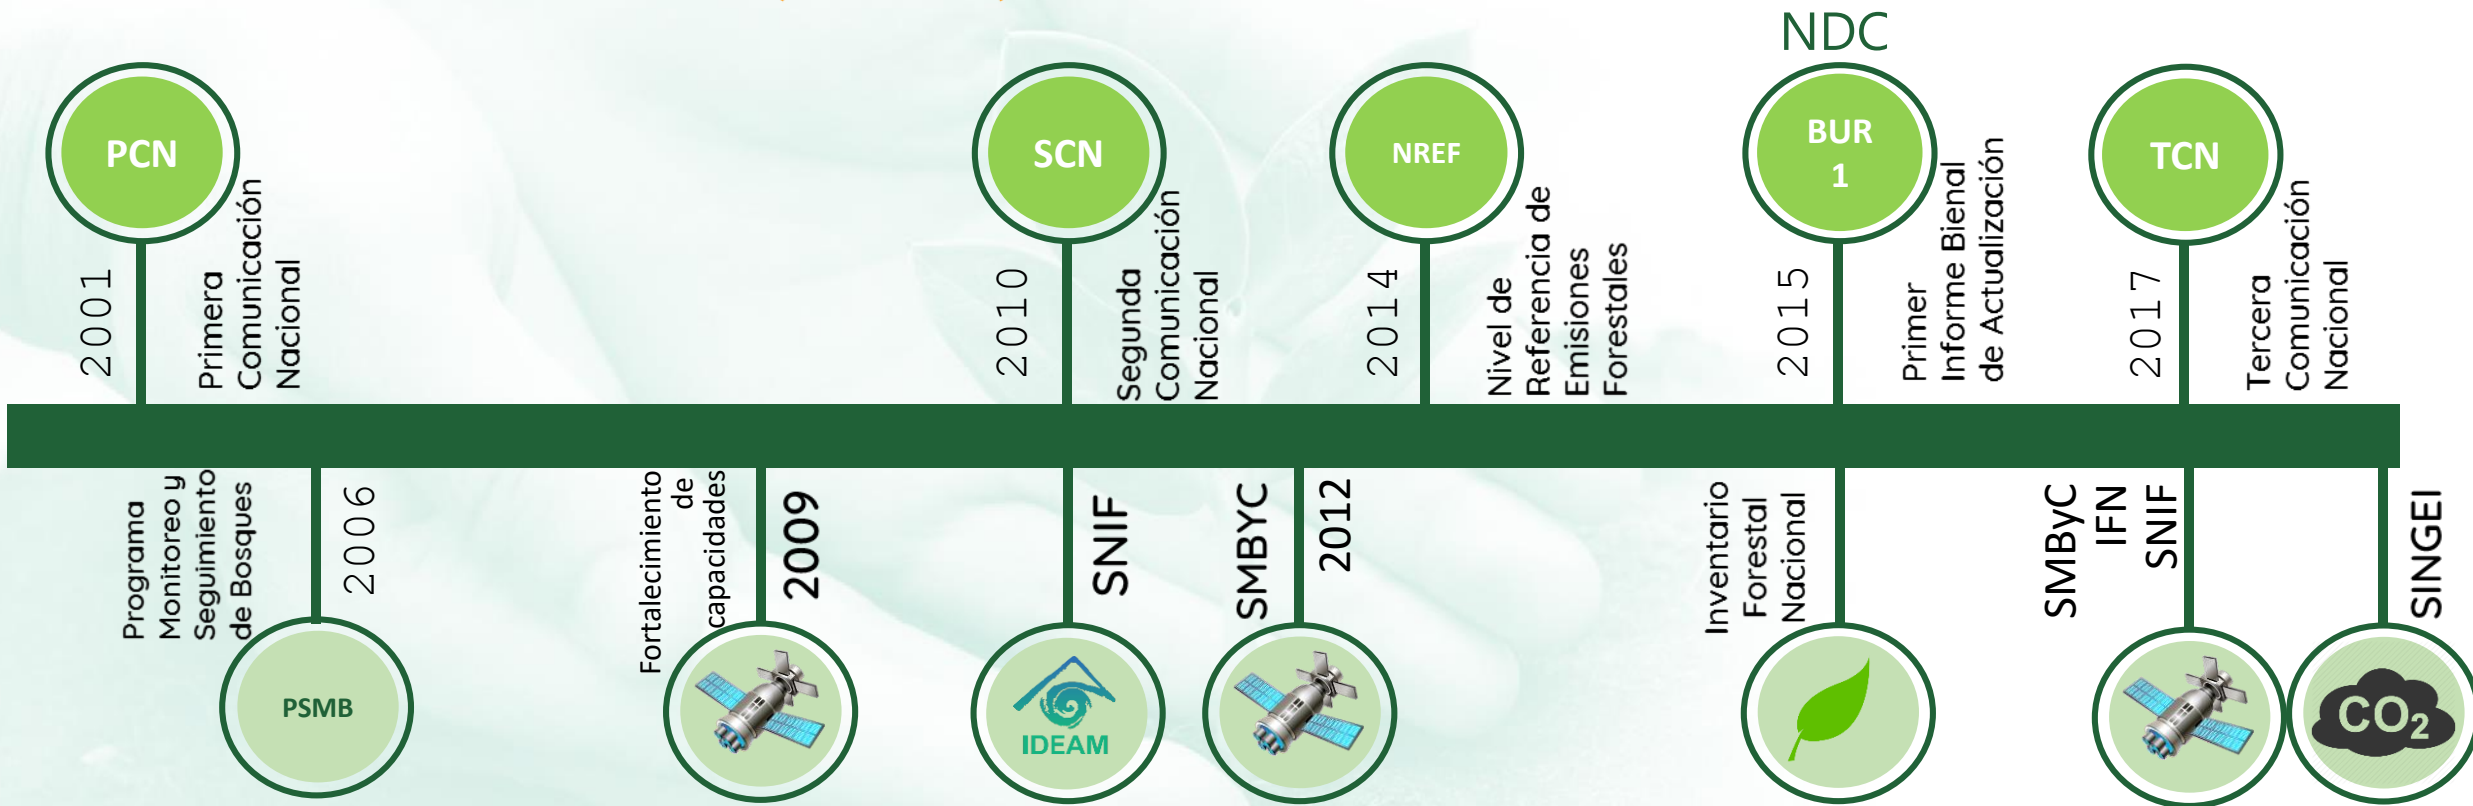 NDC
PCN
2001
Primera
Comunicación
Nacional
SCN
2010
Segunda
Comunicación
Nacional
NREF
2014
Nivel de
Referencia de
Emisiones
Forestales
BUR
1
2015
Primer
Informe Bienal
de Actualización
TCN
2017
Tercera
Comunicación
Nacional
Programa
Monitoreo y
Seguimiento
de Bosques
2006
PSMB
Fortalecimiento
de
capacidades
2009
SNIF
IDEAM
SMBYC
2012
Inventario
Forestal
Nacional
SMByC
IFN
SNIF
SINGEI
CO₂